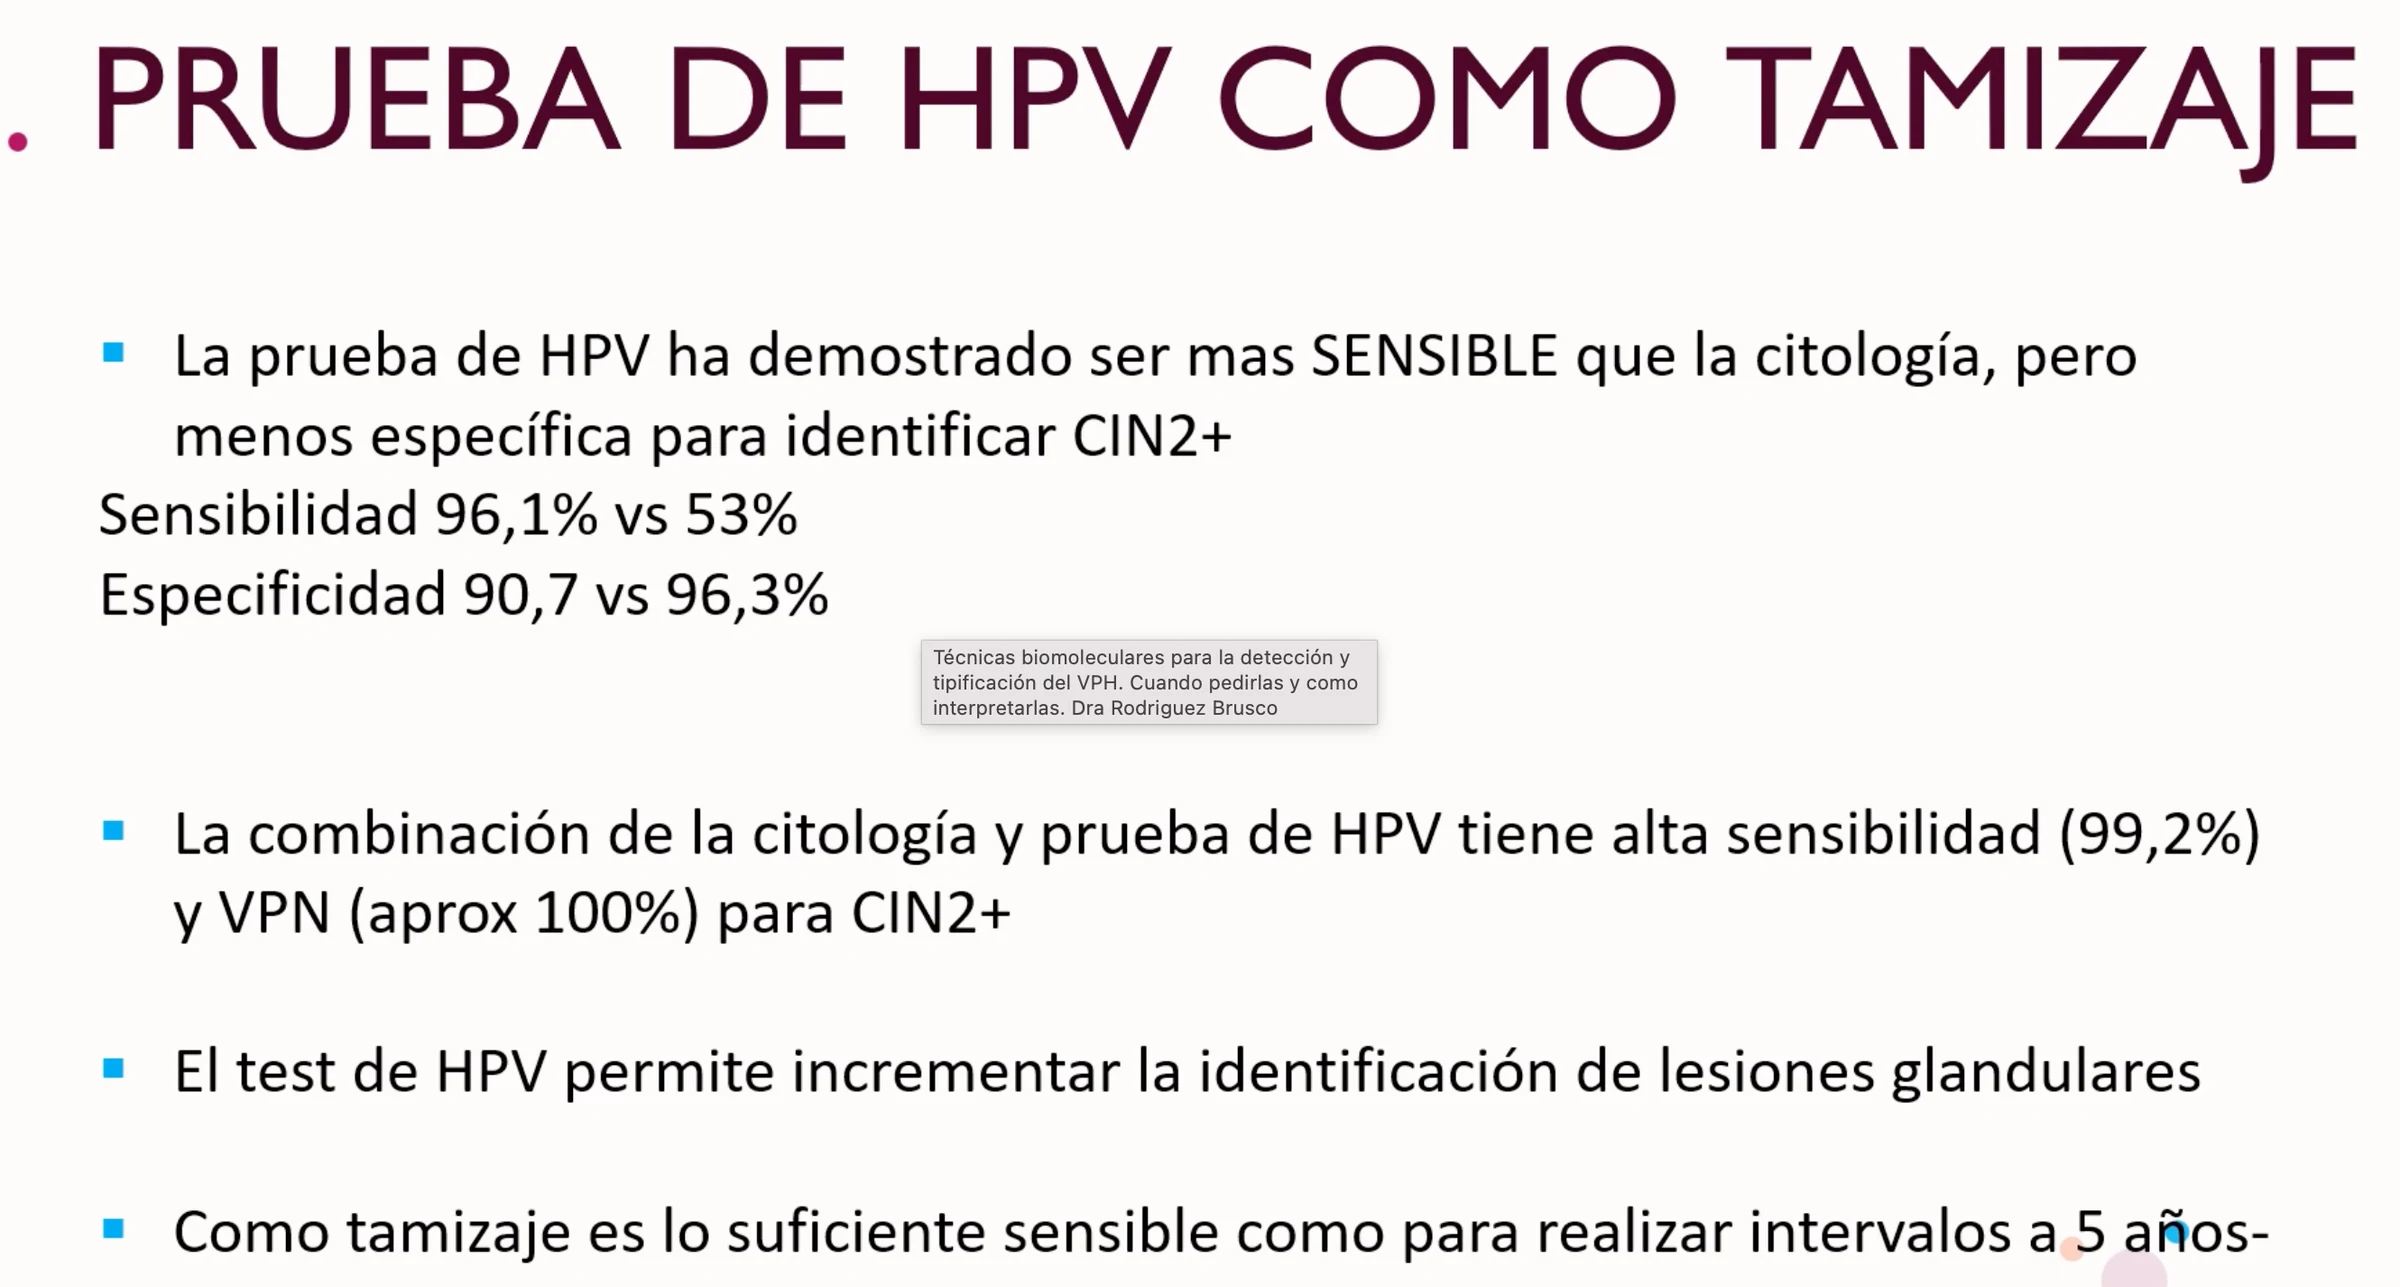 . PRUEBA DE HPV COMO TAMIZAJE
▪ La prueba de HPV ha demostrado ser mas SENSIBLE que la citología, pero
menos específica para identificar CIN2+
Sensibilidad 96,1% vs 53%
Especificidad 90,7 vs 96,3%
Técnicas biomoleculares para la detección y
tipificación del VPH. Cuando pedirlas y como
interpretarlas. Dra Rodriguez Brusco
▪ La combinación de la citología y prueba de HPV tiene alta sensibilidad (99,2%)
y VPN (aprox 100%) para CIN2+
▪ El test de HPV permite incrementar la identificación de lesiones glandulares
▪ Como tamizaje es lo suficiente sensible como para realizar intervalos a 5 años-